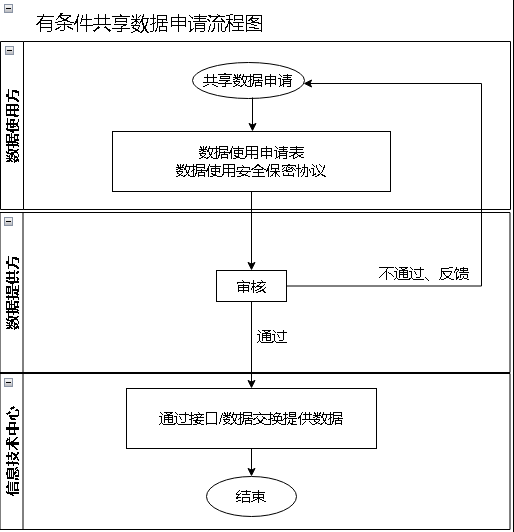 有条件共享数据申请流程图
数据使用方
共享数据申请
数据使用申请表
数据使用安全保密协议
数据提供方
审核
不通过、反馈
通过
信息技术中心
通过接口/数据交换提供数据
结束